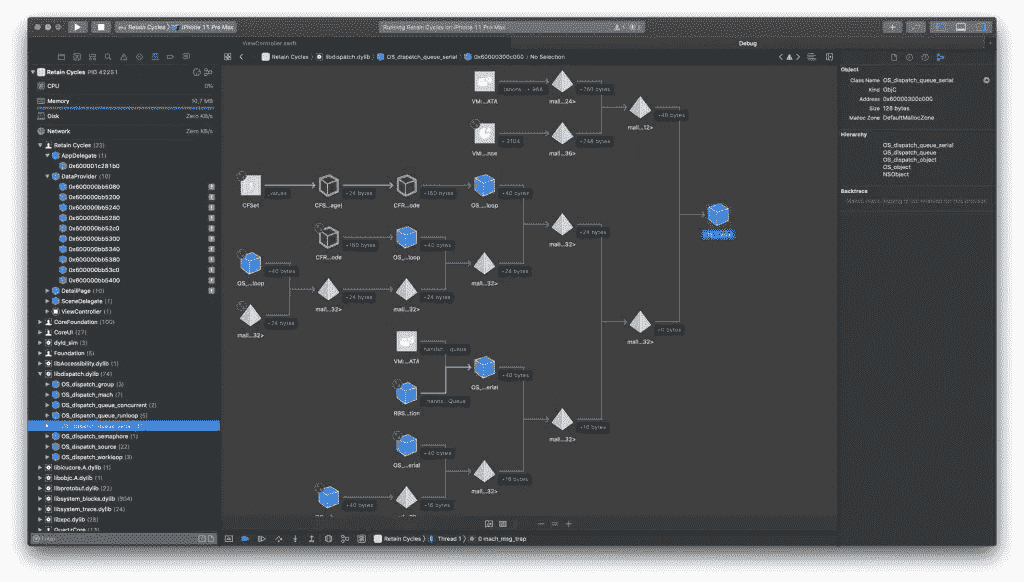 Retain Cycles
iPhone 11 Pro Max
Running Retain Cycles on iPhone 11 Pro Max
ViewController.swift
Debug
Retain Cycles
libdispatch.dylib
OS_dispatch_queue_serial
0x60000300c000
No Selection
Retain Cycles PID 42251
CPU
0%
Memory
10,7 MB
Disk
Zero KB/s
Network
Zero KB/s
Retain Cycles (23)
AppDelegate (1)
0x600001c281b0
DataProvider (10)
0x600000bb5080
0x600000bb5200
0x600000bb5240
0x600000bb5280
0x600000bb52c0
0x600000bb5300
0x600000bb5340
0x600000bb5380
0x600000bb53c0
0x600000bb5400
DetailPage (10)
SceneDelegate (1)
ViewController (1)
CoreFoundation (100)
CoreUI (27)
dyld_sim (3)
Foundation (5)
libAccessibility.dylib (1)
libdispatch.dylib (74)
OS_dispatch_group (3)
OS_dispatch_mach (7)
OS_dispatch_queue_concurrent (2)
OS_dispatch_queue_runloop (5)
OS_dispatch_semaphore (1)
OS_dispatch_source (22)
OS_dispatch_workloop (3)
libicucore.A.dylib (1)
libobjc.A.dylib (1)
libprotobuf.dylib (1)
libsystem_blocks.dylib (904)
libsystem_trace.dylib (24)
libxpc.dylib (28)
QuartzCore (13)
Filter
VM:...ATA
mall...24>
+760 bytes
mall...12>
+40 bytes
VM:...nse
+3104
mall...36>
+748 bytes
CFSet
_values
CFS...age)
+24 bytes
CFR...ode
+160 bytes
OS_...loop
+40 bytes
mall...32>
+24 bytes
CFR...ode
+160 bytes
OS_...loop
+40 bytes
mall...32>
+24 bytes
OS_...loop
+40 bytes
mall...32>
+24 bytes
mall...32>
+24 bytes
mall...32>
+24 bytes
mall...32>
+0 bytes
VM:...ATA
OS_...erial
+40 bytes
RBS...tion
mall...32>
+16 bytes
OS_...erial
+40 bytes
mall...32>
+16 bytes
+40 bytes
+16 bytes
Retain Cycles
Thread 1
0 mach_msg_trap
Object
Class Name OS_dispatch_queue_serial
Kind ObjC
Address 0x60000300c000
Size 128 bytes
Malloc Zone DefaultMallocZone
Hierarchy
OS_dispatch_queue_serial
OS_dispatch_queue
OS_dispatch_object
OS_object
NSObject
Backtrace